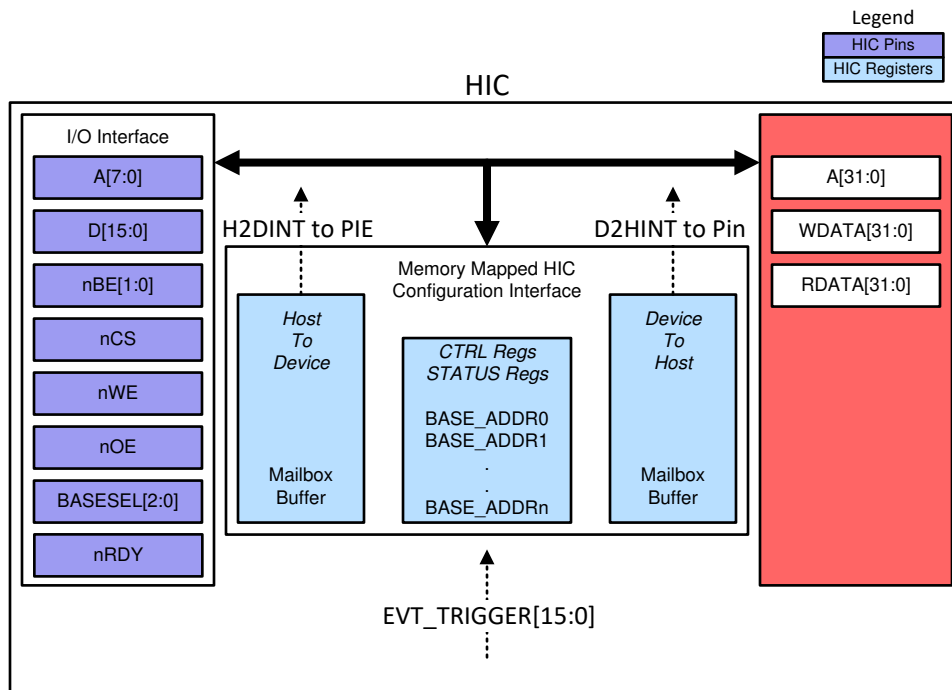 Legend
HIC Pins
HIC Registers
HIC
I/O Interface
A[7:0]
D[15:0]
nBE[1:0]
nCS
nWE
nOE
BASESEL[2:0]
nRDY
H2DINT to PIE
D2HINT to Pin
Memory Mapped HIC
Configuration Interface
Host
To
Device
Mailbox
Buffer
CTRL Regs
STATUS Regs
BASE_ADDR0
BASE_ADDR1
.
.
BASE_ADDRn
Device
To
Host
Mailbox
Buffer
A[31:0]
WDATA[31:0]
RDATA[31:0]
EVT_TRIGGER[15:0]